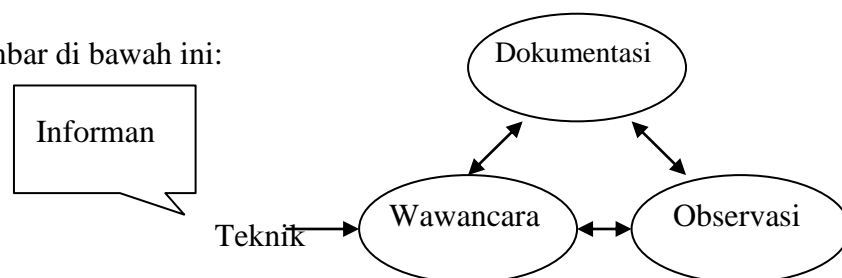 mbar di bawah ini:
Dokumentasi
Informan
Wawancara
Observasi
Teknik